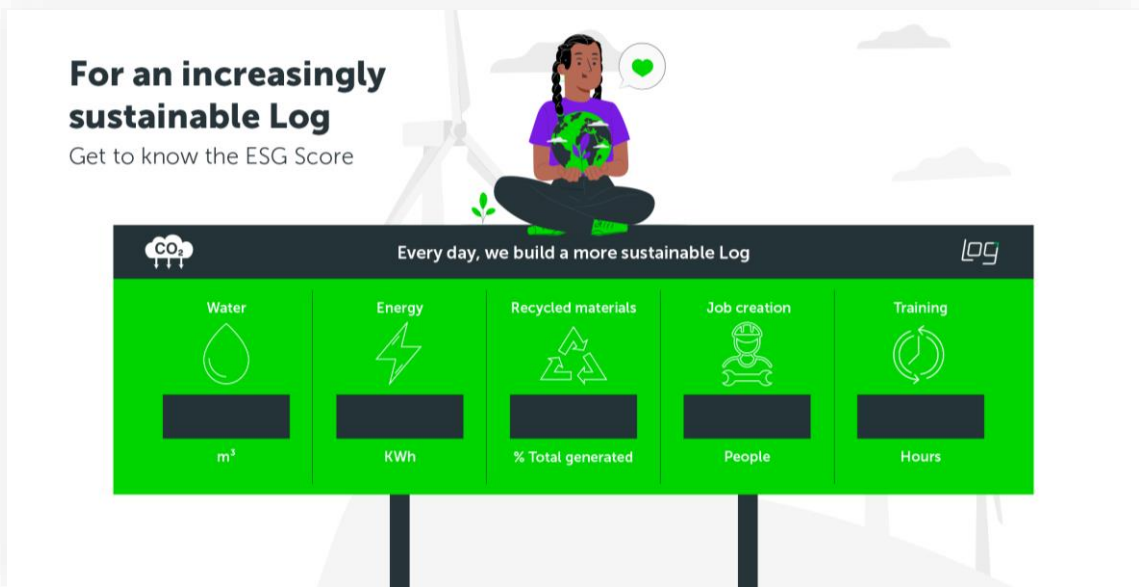 For an increasingly
sustainable Log
Get to know the ESG Score
CO₂
Every day, we build a more sustainable Log
Log
Water
Energy
Recycled materials
Job creation
Training
m³
KWh
% Total generated
People
Hours